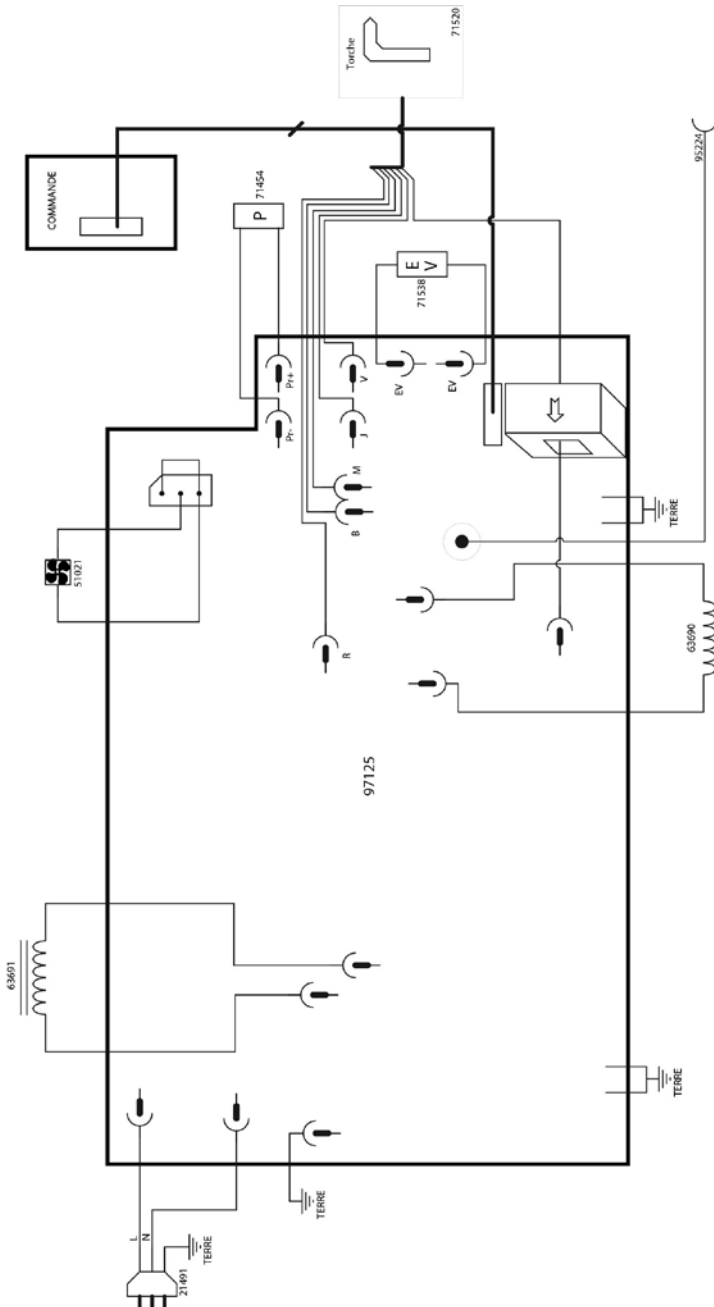 Torche
71520
COMMANDE
P
71454
95224
E
V
71538
Pr+
Pr-
V
J
EV
EV
M
B
R
51021
TERRE
63690
97125
63691
L
N
TERRE
21491
TERRE
TERRE